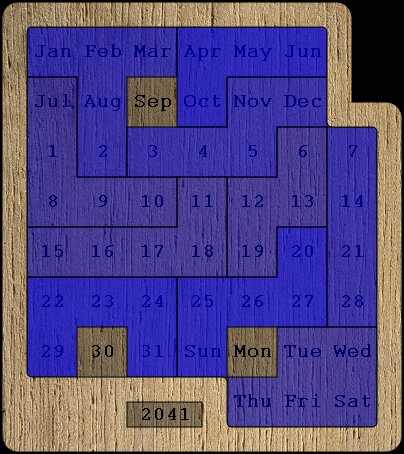 Jan Feb Mar Apr May Jun
Jul Aug Sep Oct Nov Dec
1 2 3 4 5 6 7
8 9 10 11 12 13 14
15 16 17 18 19 20 21
22 23 24 25 26 27 28
29 30 31 Sun Mon Tue Wed
Thu Fri Sat
2041